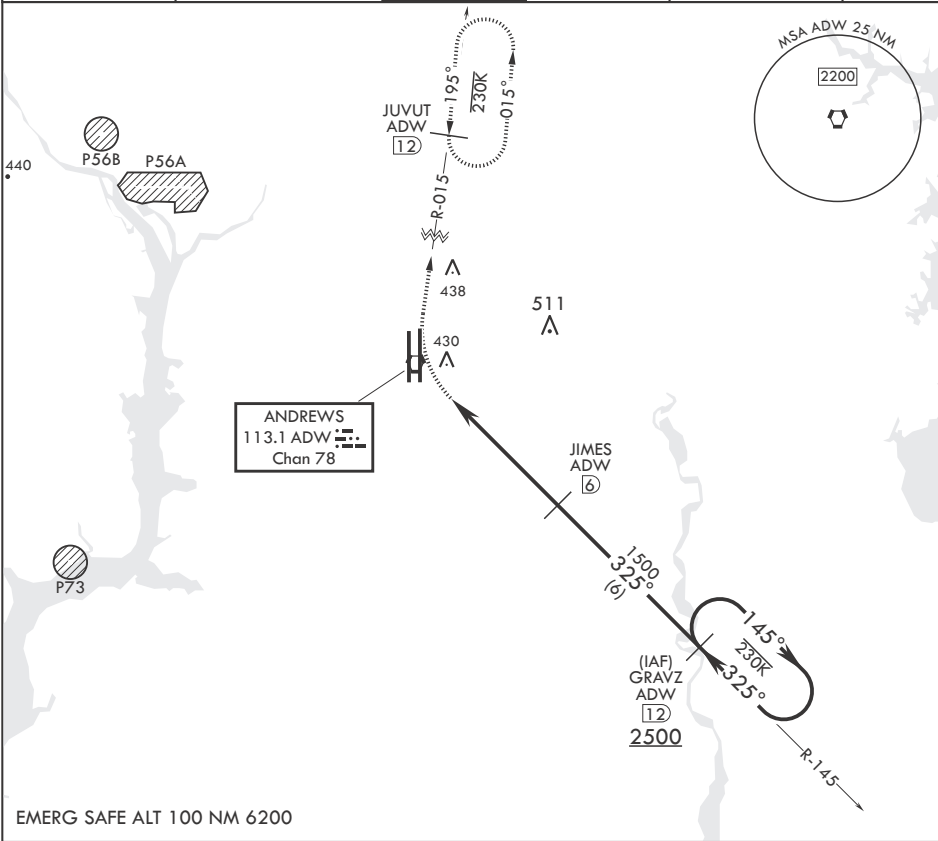 MSA ADW 25 NM
2200
195°
230K
015°
JUVUT
ADW
12
P56B
P56A
440
R-015
438
511
430
ANDREWS
113.1 ADW
Chan 78
JIMES
ADW
6
1500
325°
(6)
P73
145°
230K
325°
(IAF)
GRAVZ
ADW
12
2500
R-145
EMERG SAFE ALT 100 NM 6200